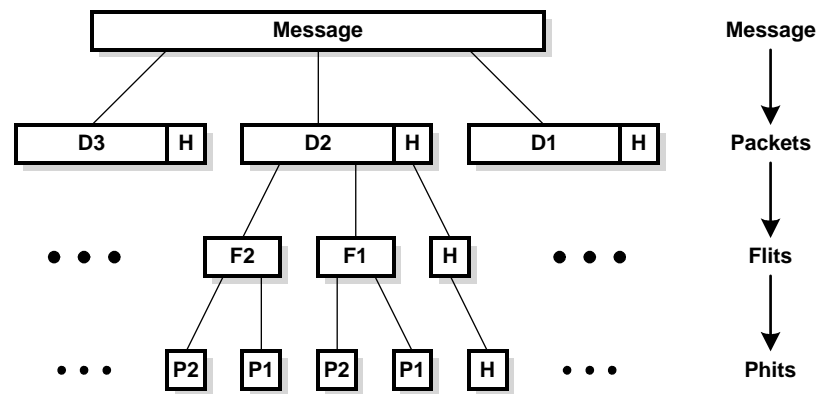 Message Message
D3 H D2 H D1 H Packets
F2 F1 H Flits
P2 P1 P2 P1 H Phits